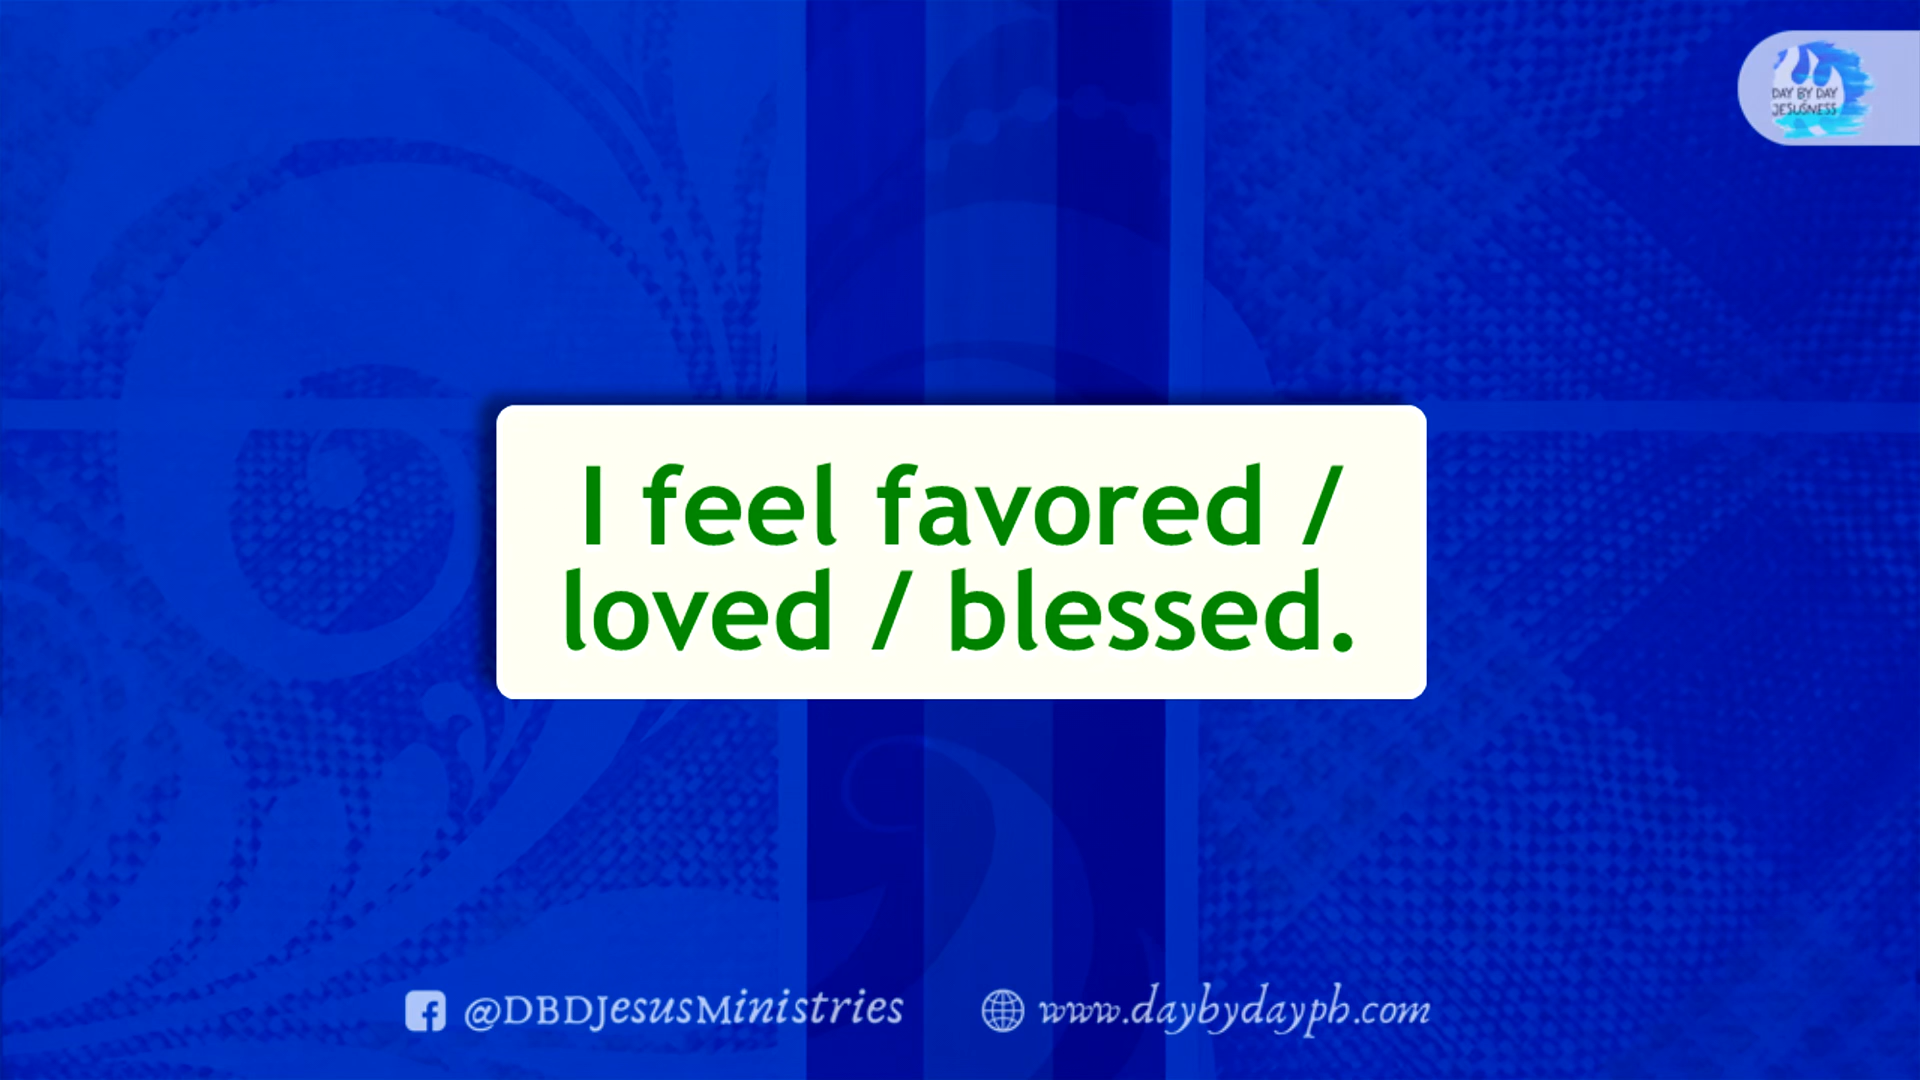 DAY BY DAY
JESUSNESS
I feel favored /
loved / blessed.
@DBDJesusMinistries
www.daybydayph.com